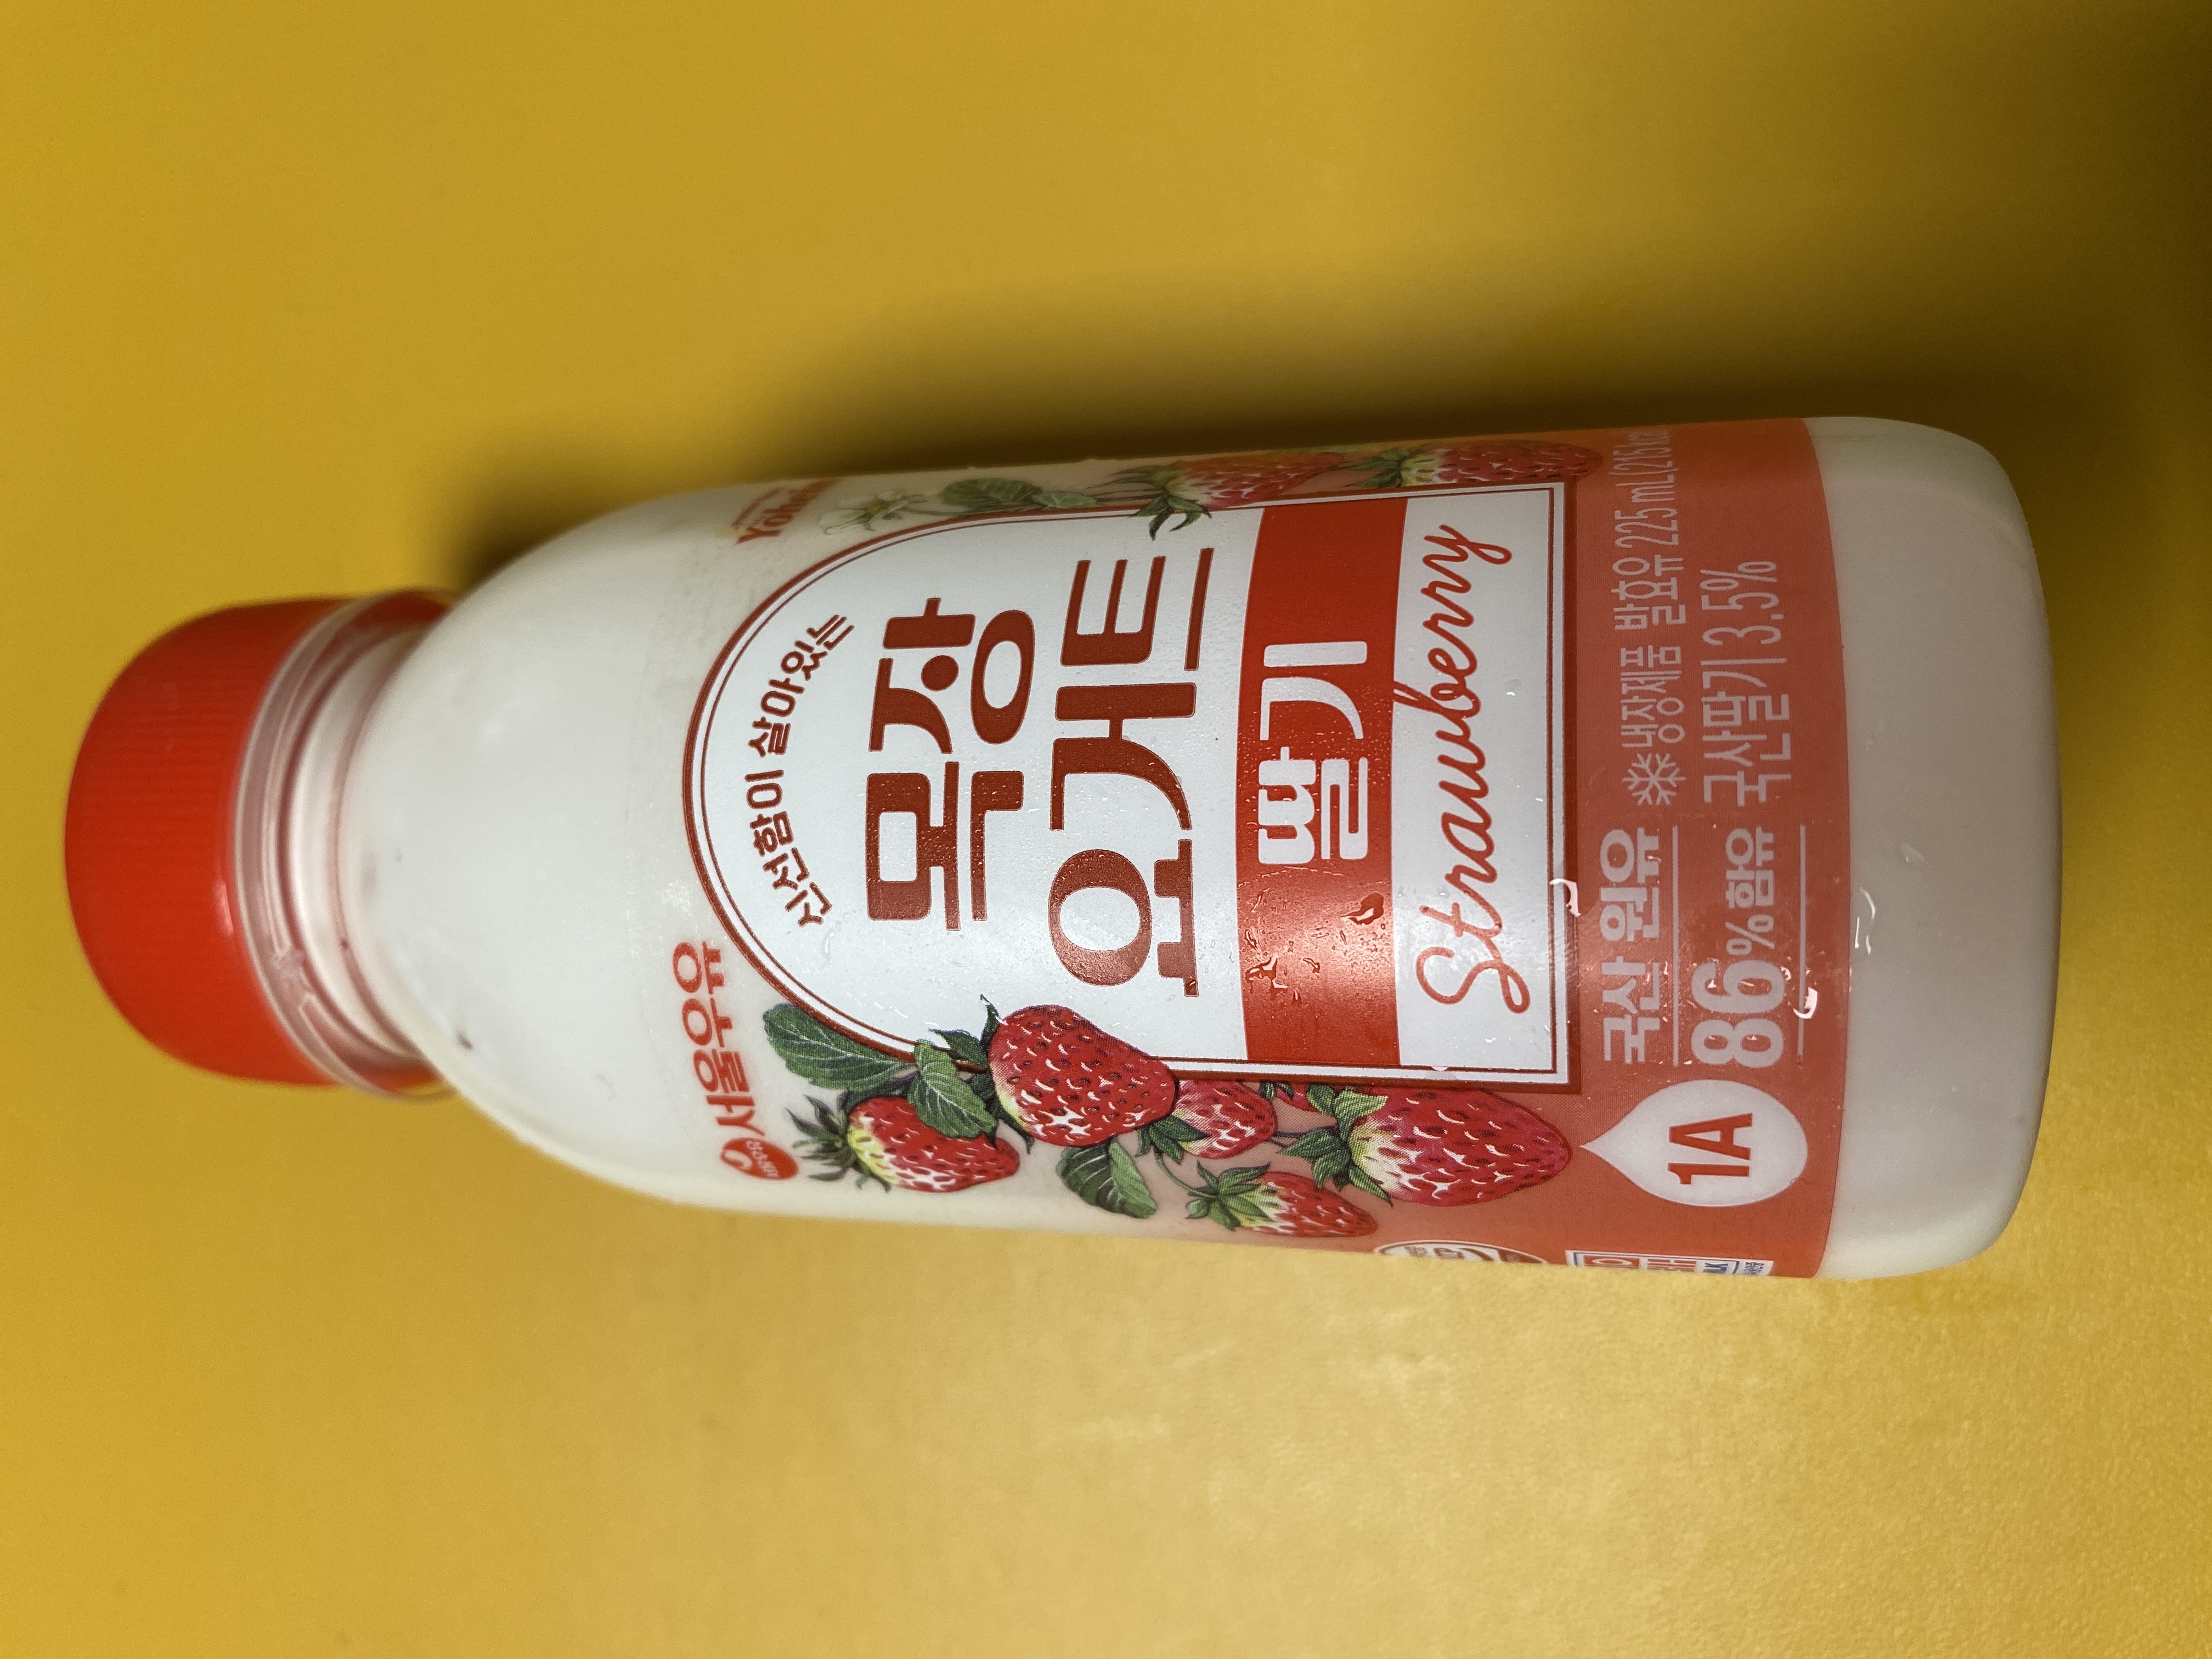 서울우유
신선함이 살아있는
목장
요거트
딸기
Strawberry
1A
국산 원유
86%함유
냉장제품 발효유 225 mL(215 kcal
국산딸기 3.5%